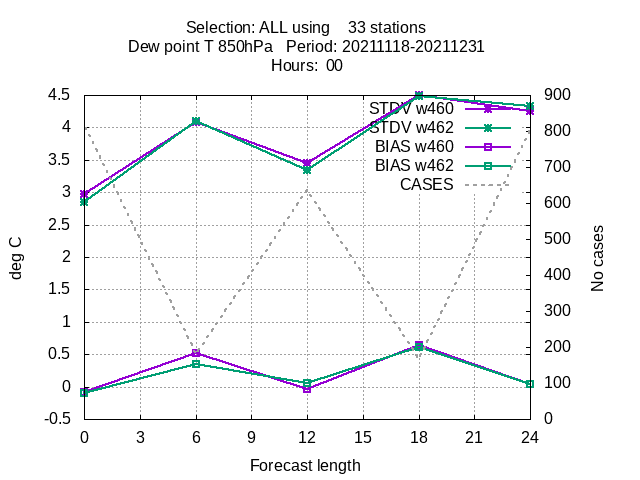 Selection: ALL using    33 stations
Dew point T 850hPa   Period: 20211118-20211231
Hours:  00
4.5
4
3.5
3
2.5
2
1.5
1
0.5
0
-0.5
deg C
STDV w460
STDV w462
BIAS w460
BIAS w462
CASES
900
800
700
600
500
400
300
200
100
0
No cases
0 3 6 9 12 15 18 21 24
Forecast length